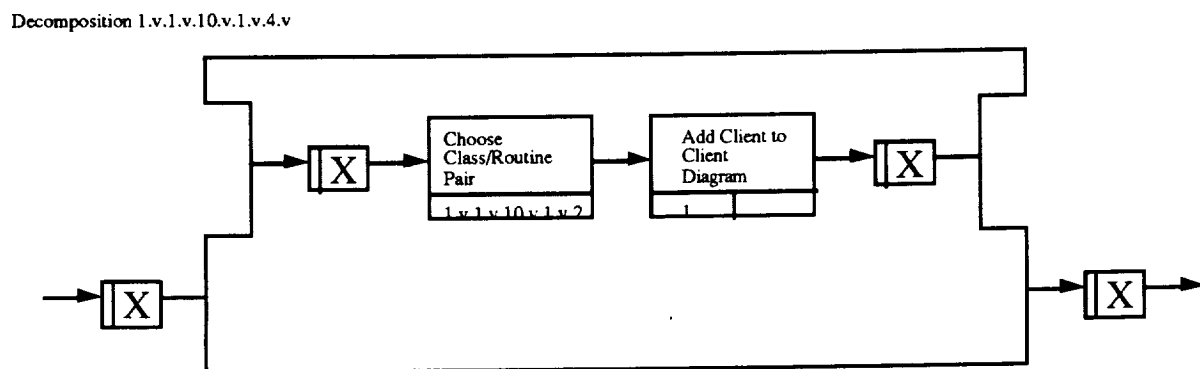 Decomposition 1.v.1.v.10.v.1.v.4.v
Choose
Class/Routine
Pair
1.v.1.v.10.v.1.v.2
Add Client to
Client
Diagram
1
X
X
X
X